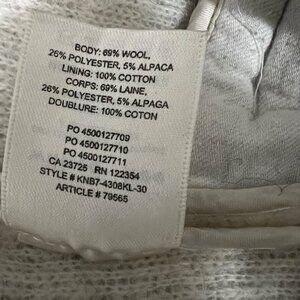 BODY: 69% WOOL,
26% POLYESTER, 5% ALPACA
LINING: 100% COTTON
CORPS: 69% LAINE,
26% POLYESTER, 5% ALPAGA
DOUBLURE: 100% COTON
PO 4500127709
PO 4500127710
PO 4500127711
CA 23725 RN 122354
STYLE # KNB7-4308KL-30
ARTICLE # 79565